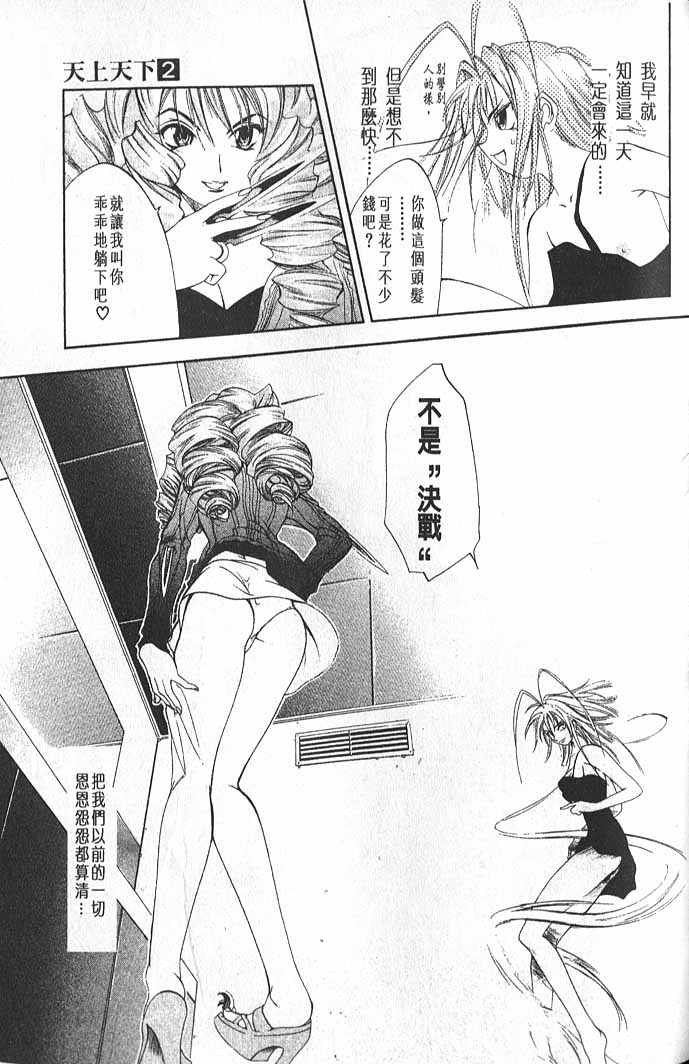 天上天下2
我早就
知道這一天
一定會來的……
但是想不
到那麼快……
別學別
人的樣，
你做這個頭髮
………
可是花了不少
錢吧？
就讓我叫你
乖乖地躺下吧♡
不是”決戰“
把我們以前的一切
恩恩怨怨都算清…